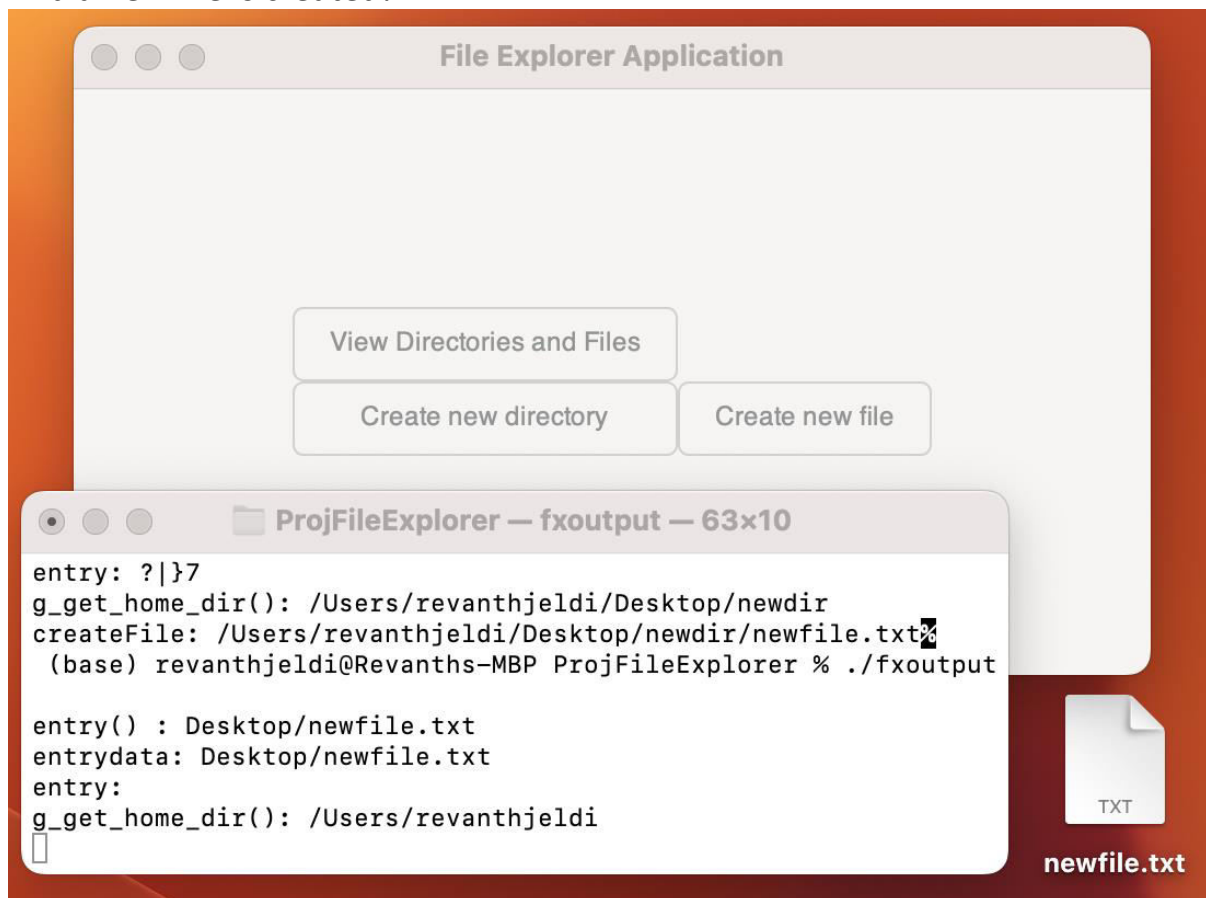 File Explorer Application
View Directories and Files
Create new directory
Create new file
ProjFileExplorer — fxoutput — 63×10
entry: ?|}7
g_get_home_dir(): /Users/revanthjeldi/Desktop/newdir
createFile: /Users/revanthjeldi/Desktop/newdir/newfile.txt%
(base) revanthjeldi@Revanths-MBP ProjFileExplorer % ./fxoutput
entry() : Desktop/newfile.txt
entrydata: Desktop/newfile.txt
entry:
g_get_home_dir(): /Users/revanthjeldi
TXT
newfile.txt